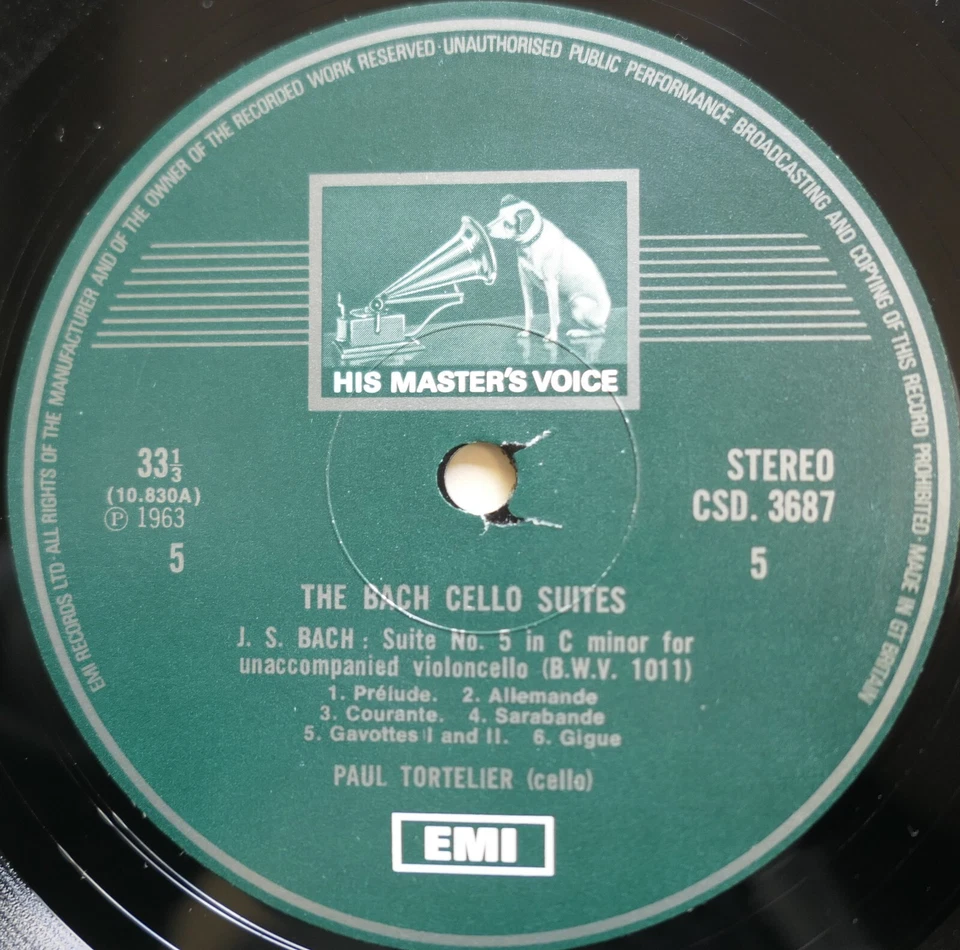 EMI RECORDS LTD · ALL RIGHTS OF THE MANUFACTURER AND OF THE OWNER OF THE RECORDED WORK RESERVED · UNAUTHORISED PUBLIC PERFORMANCE BROADCASTING AND COPYING OF THIS RECORD PROHIBITED · MADE IN GT BRITAIN
HIS MASTER'S VOICE
33⅓
(10.830A)
Ⓟ 1963
5
STEREO
CSD. 3687
5
THE BACH CELLO SUITES
J. S. BACH : Suite No. 5 in C minor for
unaccompanied violoncello (B.W.V. 1011)
1. Prélude. 2. Allemande
3. Courante. 4. Sarabande
5. Gavottes I and II. 6. Gigue
PAUL TORTELIER (cello)
EMI